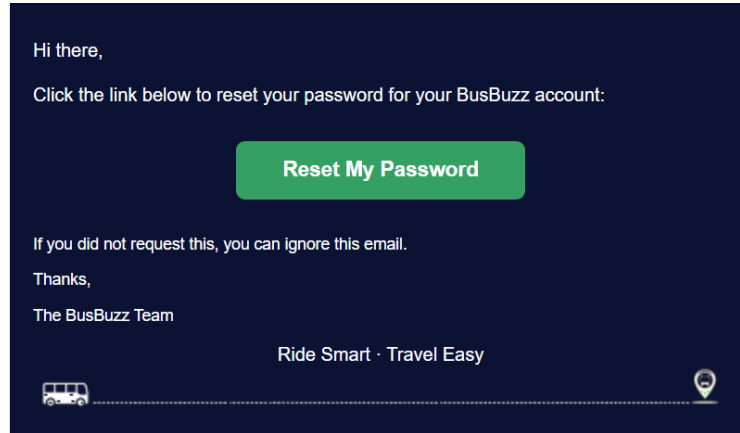 Hi there,
Click the link below to reset your password for your BusBuzz account:
Reset My Password
If you did not request this, you can ignore this email.
Thanks,
The BusBuzz Team
Ride Smart · Travel Easy